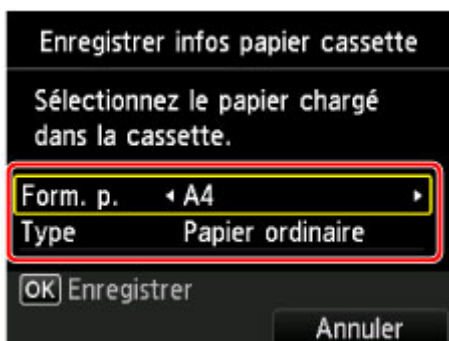 Enregistrer infos papier cassette
Sélectionnez le papier chargé
dans la cassette.
Form. p. A4
Type Papier ordinaire
OK Enregistrer
Annuler